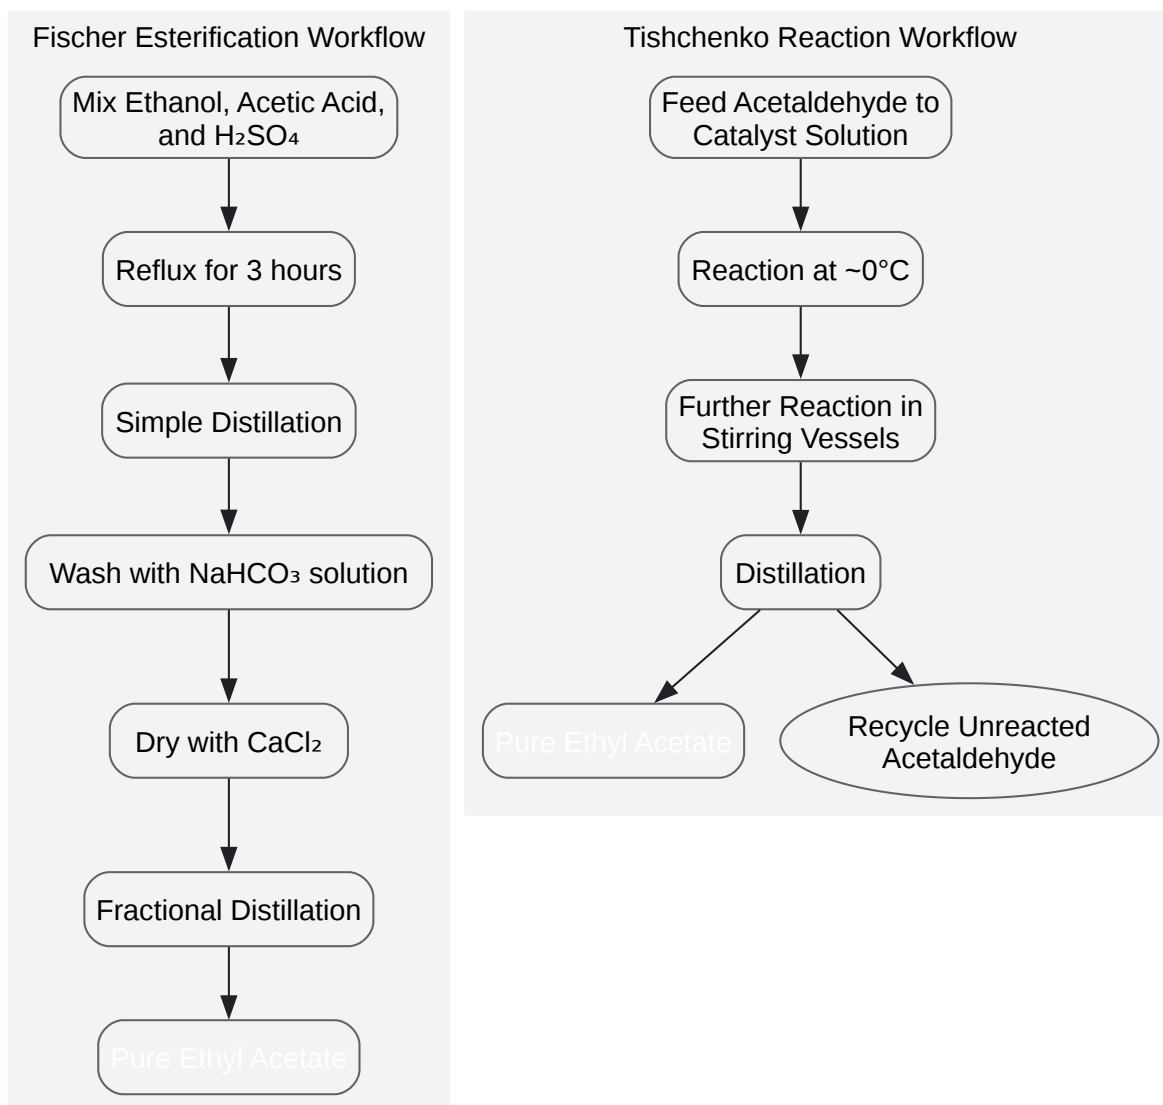 Fischer Esterification Workflow
Mix Ethanol, Acetic Acid,
and H₂SO₄
Reflux for 3 hours
Simple Distillation
Wash with NaHCO₃ solution
Dry with CaCl₂
Fractional Distillation
Pure Ethyl Acetate
Tishchenko Reaction Workflow
Feed Acetaldehyde to
Catalyst Solution
Reaction at ~0°C
Further Reaction in
Stirring Vessels
Distillation
Pure Ethyl Acetate
Recycle Unreacted
Acetaldehyde